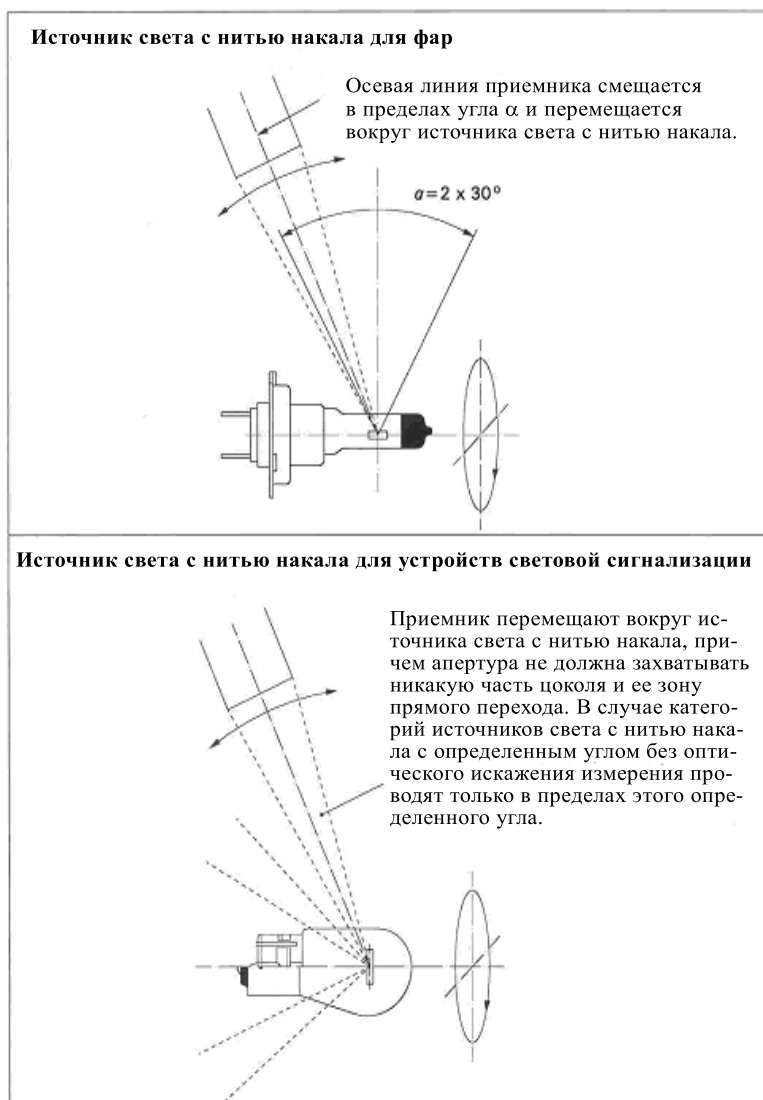 Источник света с нитью накала для фар
Осевая линия приемника смещается
в пределах угла α и перемещается
вокруг источника света с нитью накала.
α=2 x 30°
Источник света с нитью накала для устройств световой сигнализации
Приемник перемещают вокруг ис-
точника света с нитью накала, при-
чем апертура не должна захватывать
никакую часть цоколя и ее зону
прямого перехода. В случае катего-
рий источников света с нитью нака-
ла с определенным углом без опти-
ческого искажения измерения про-
водят только в пределах этого опре-
деленного угла.